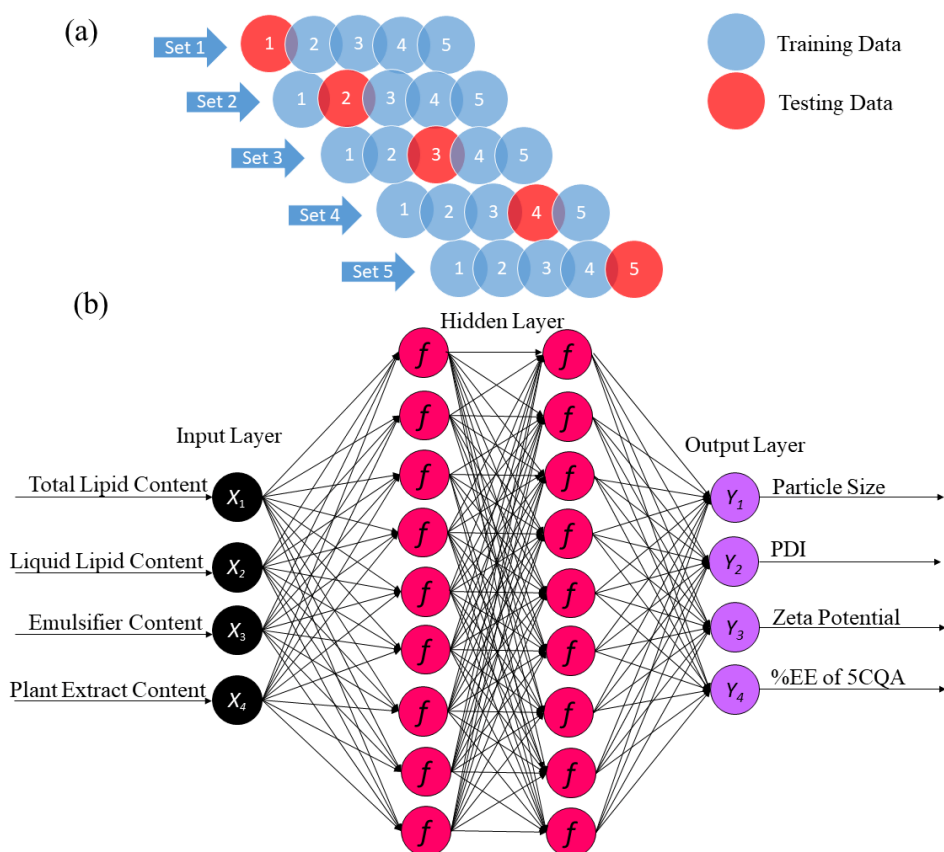 (a)
Set 1
1 2 3 4 5
Training Data
Set 2
1 2 3 4 5
Testing Data
Set 3
1 2 3 4 5
Set 4
1 2 3 4 5
Set 5
1 2 3 4 5
(b)
Hidden Layer
Input Layer
Output Layer
Total Lipid Content
X1
Liquid Lipid Content
X2
Emulsifier Content
X3
Plant Extract Content
X4
f f
f f
f f
f f
f f
f f
f f
f f
f f
Y1
Particle Size
Y2
PDI
Y3
Zeta Potential
Y4
%EE of 5CQA